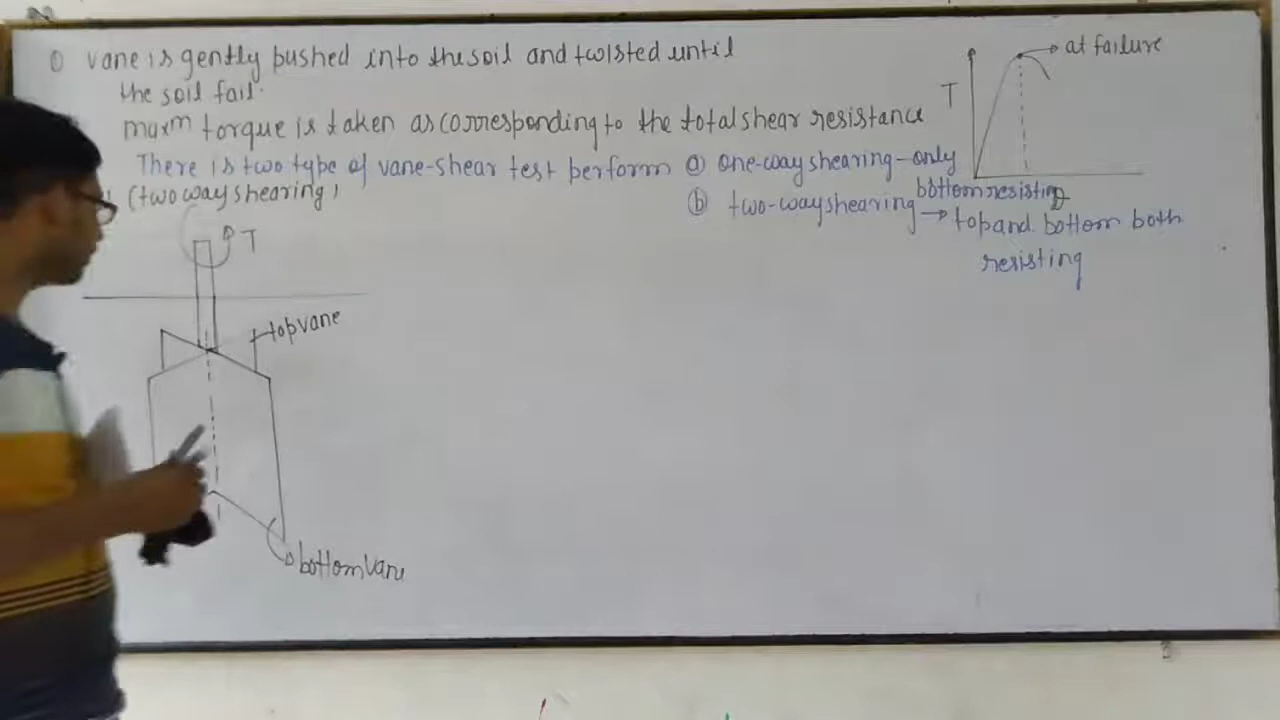 ① vane is gently pushed into the soil and twisted until
the soil fail.
maxm torque is taken as corresponding to the total shear resistance
There is two type of vane-shear test perform ⓐ one-way shearing - only
bottom resisting
(two way shearing)
ⓑ two-way shearing → top and bottom both
resisting
T
at failure
T
top vane
bottom vane